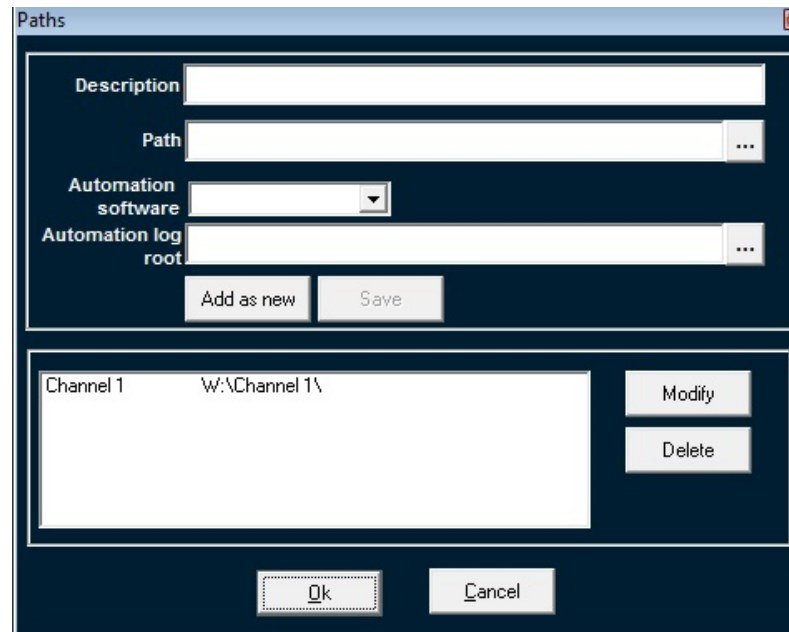 Paths
Description
Path
...
Automation
software
Automation log
root
...
Add as new Save
Channel 1 W:\Channel 1\
Modify
Delete
Ok Cancel